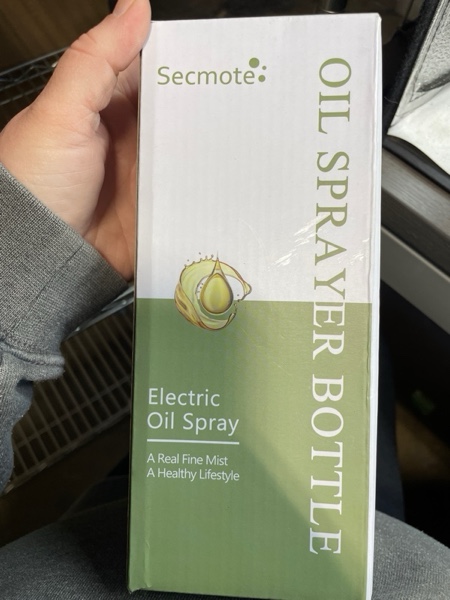 Secmote
OIL SPRAYER BOTTLE
Electric
Oil Spray
A Real Fine Mist
A Healthy Lifestyle